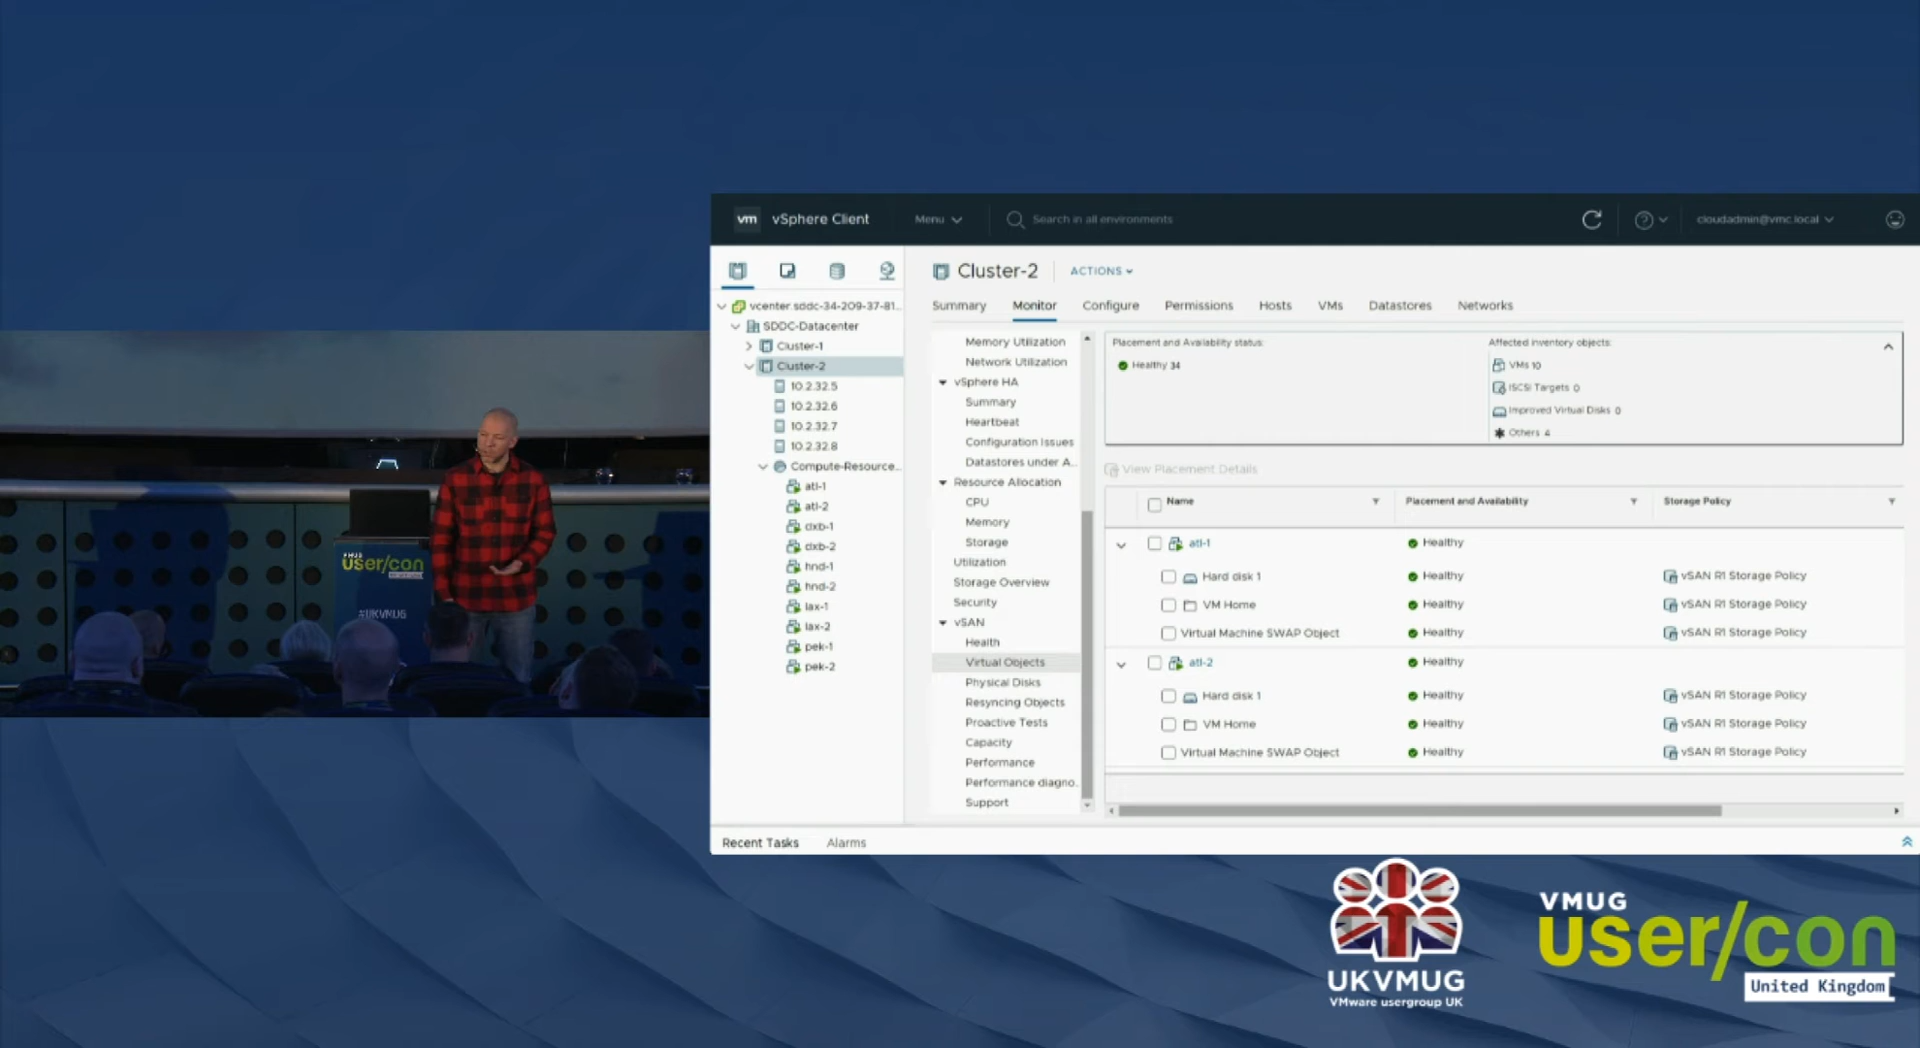 vm vSphere Client Menu Search in all environments cloudadmin@vmc.local
vcenter.sddc-34-209-37-81...
SDDC-Datacenter
Cluster-1
Cluster-2
10.2.32.5
10.2.32.6
10.2.32.7
10.2.32.8
Compute-Resource...
atl-1
atl-2
dxb-1
dxb-2
hnd-1
hnd-2
lax-1
lax-2
pek-1
pek-2
Cluster-2 ACTIONS
Summary Monitor Configure Permissions Hosts VMs Datastores Networks
Memory Utilization
Network Utilization
vSphere HA
Summary
Heartbeat
Configuration Issues
Datastores under A...
Resource Allocation
CPU
Memory
Storage
Utilization
Storage Overview
Security
vSAN
Health
Virtual Objects
Physical Disks
Resyncing Objects
Proactive Tests
Capacity
Performance
Performance diagno...
Support
Placement and Availability status: Affected inventory objects:
Healthy 34 VMs 10
iSCSI Targets 0
Improved Virtual Disks 0
Others 4
View Placement Details
Name Placement and Availability Storage Policy
atl-1 Healthy
Hard disk 1 Healthy vSAN R1 Storage Policy
VM Home Healthy vSAN R1 Storage Policy
Virtual Machine SWAP Object Healthy vSAN R1 Storage Policy
atl-2 Healthy
Hard disk 1 Healthy vSAN R1 Storage Policy
VM Home Healthy vSAN R1 Storage Policy
Virtual Machine SWAP Object Healthy vSAN R1 Storage Policy
Recent Tasks Alarms
VMUG
user/con
#UKVMUG
UKVMUG
VMware usergroup UK
VMUG
user/con
United Kingdom